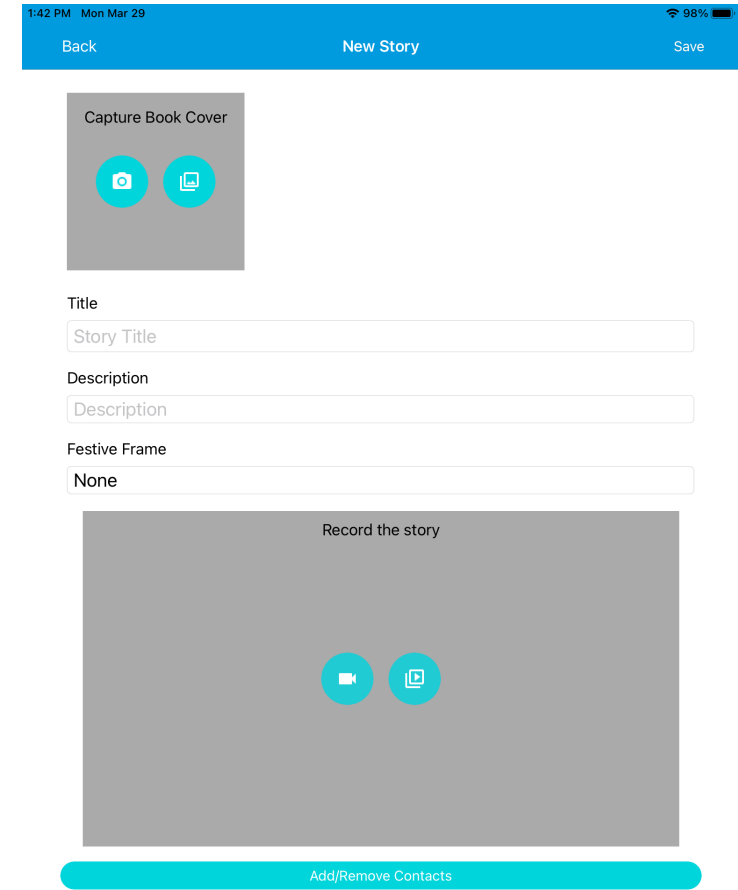 1:42 PM Mon Mar 29 98%
Back New Story Save
Capture Book Cover
Title
Story Title
Description
Description
Festive Frame
None
Record the story
Add/Remove Contacts